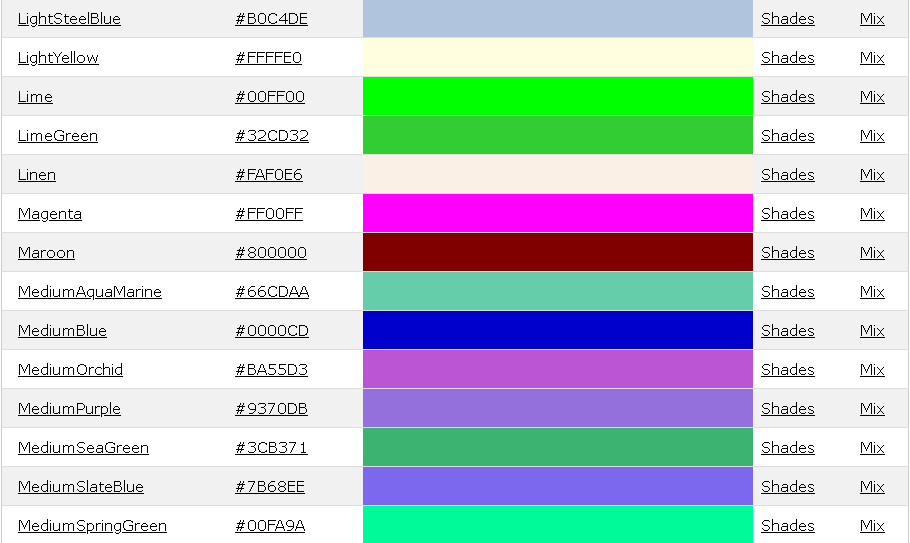 LightSteelBlue #B0C4DE Shades Mix
LightYellow #FFFFE0 Shades Mix
Lime #00FF00 Shades Mix
LimeGreen #32CD32 Shades Mix
Linen #FAF0E6 Shades Mix
Magenta #FF00FF Shades Mix
Maroon #800000 Shades Mix
MediumAquaMarine #66CDAA Shades Mix
MediumBlue #0000CD Shades Mix
MediumOrchid #BA55D3 Shades Mix
MediumPurple #9370DB Shades Mix
MediumSeaGreen #3CB371 Shades Mix
MediumSlateBlue #7B68EE Shades Mix
MediumSpringGreen #00FA9A Shades Mix